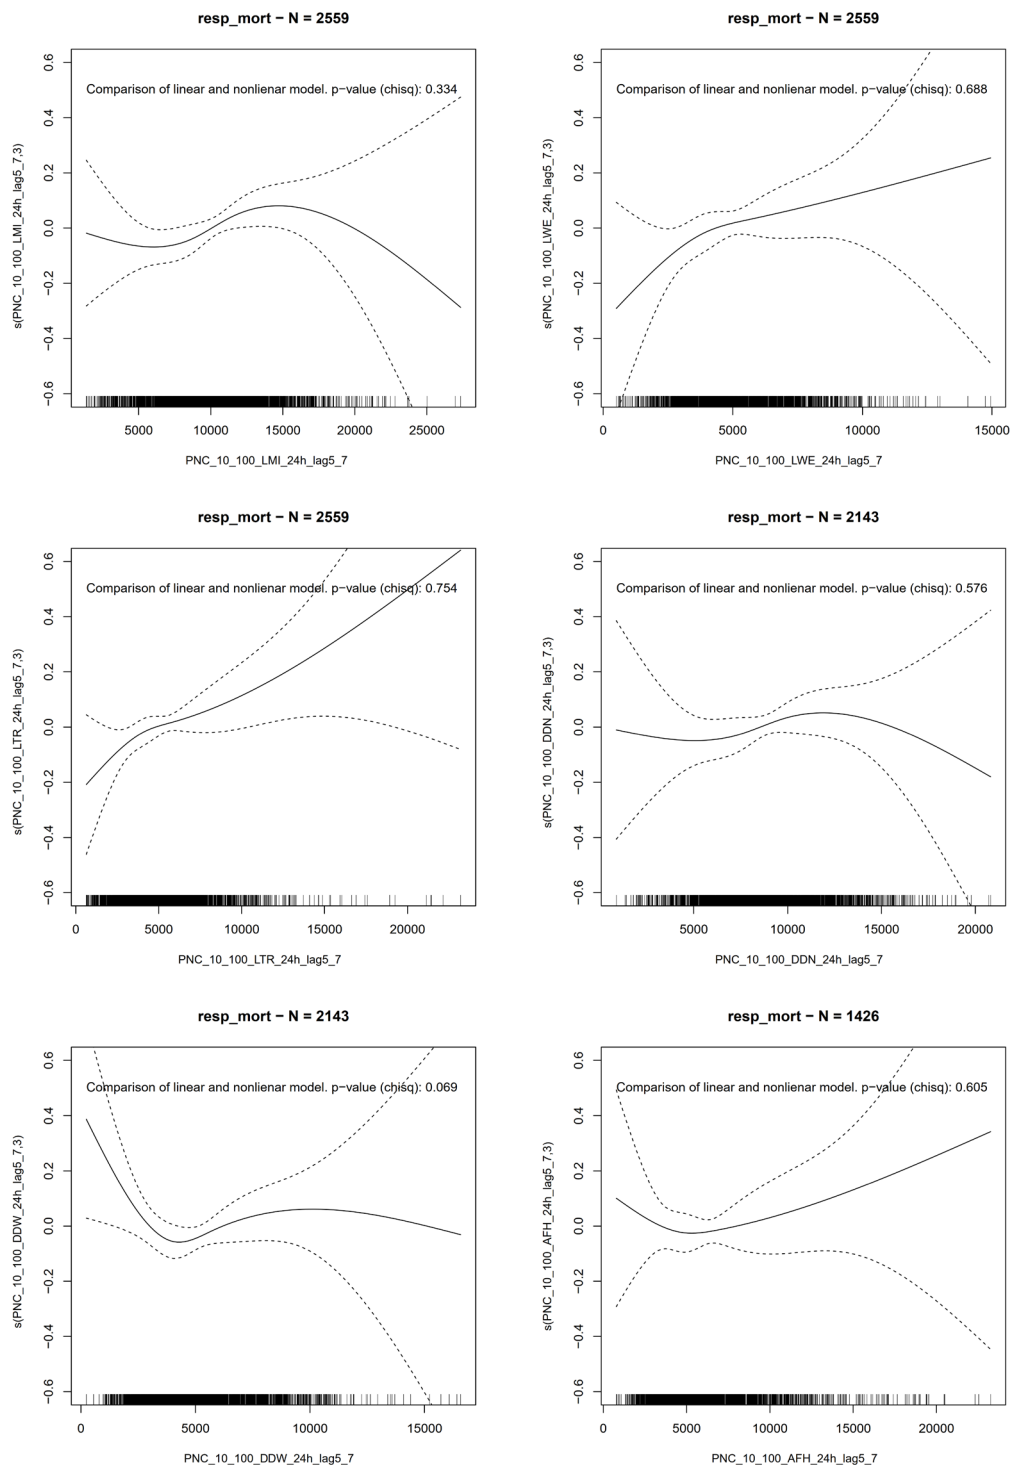 resp_mort − N = 2559
Comparison of linear and nonlienar model. p−value (chisq): 0.334
s(PNC_10_100_LMI_24h_lag5_7,3)
0.6
0.4
0.2
0.0
−0.2
−0.4
−0.6
5000 10000 15000 20000 25000
PNC_10_100_LMI_24h_lag5_7
resp_mort − N = 2559
Comparison of linear and nonlienar model. p−value (chisq): 0.688
s(PNC_10_100_LWE_24h_lag5_7,3)
0.6
0.4
0.2
0.0
−0.2
−0.4
−0.6
0 5000 10000 15000
PNC_10_100_LWE_24h_lag5_7
resp_mort − N = 2559
Comparison of linear and nonlienar model. p−value (chisq): 0.754
s(PNC_10_100_LTR_24h_lag5_7,3)
0.6
0.4
0.2
0.0
−0.2
−0.4
−0.6
0 5000 10000 15000 20000
PNC_10_100_LTR_24h_lag5_7
resp_mort − N = 2143
Comparison of linear and nonlienar model. p−value (chisq): 0.576
s(PNC_10_100_DDN_24h_lag5_7,3)
0.6
0.4
0.2
0.0
−0.2
−0.4
−0.6
5000 10000 15000 20000
PNC_10_100_DDN_24h_lag5_7
resp_mort − N = 2143
Comparison of linear and nonlienar model. p−value (chisq): 0.069
s(PNC_10_100_DDW_24h_lag5_7,3)
0.6
0.4
0.2
0.0
−0.2
−0.4
−0.6
0 5000 10000 15000
PNC_10_100_DDW_24h_lag5_7
resp_mort − N = 1426
Comparison of linear and nonlienar model. p−value (chisq): 0.605
s(PNC_10_100_AFH_24h_lag5_7,3)
0.6
0.4
0.2
0.0
−0.2
−0.4
−0.6
0 5000 10000 15000 20000
PNC_10_100_AFH_24h_lag5_7